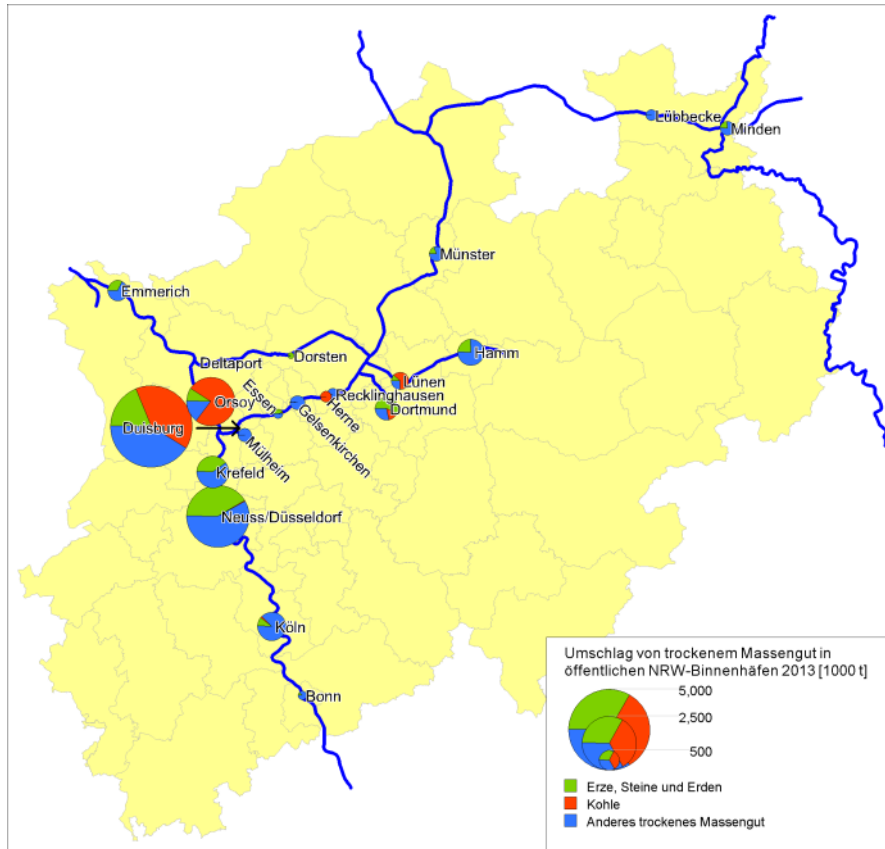 Lübbecke
Minden
Münster
Emmerich
Deltaport
Dorsten
Hamm
Lünen
Recklinghausen
Orsoy
Essen
Herne
Dortmund
Duisburg
Gelsenkirchen
Mülheim
Krefeld
Neuss/Düsseldorf
Köln
Bonn
Umschlag von trockenem Massengut in
öffentlichen NRW-Binnenhäfen 2013 [1000 t]
5,000
2,500
500
Erze, Steine und Erden
Kohle
Anderes trockenes Massengut